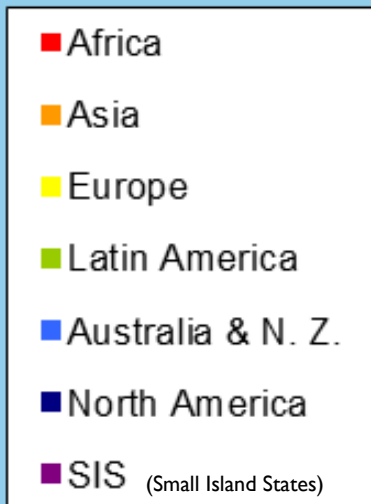 Africa
Asia
Europe
Latin America
Australia & N. Z.
North America
SIS (Small Island States)